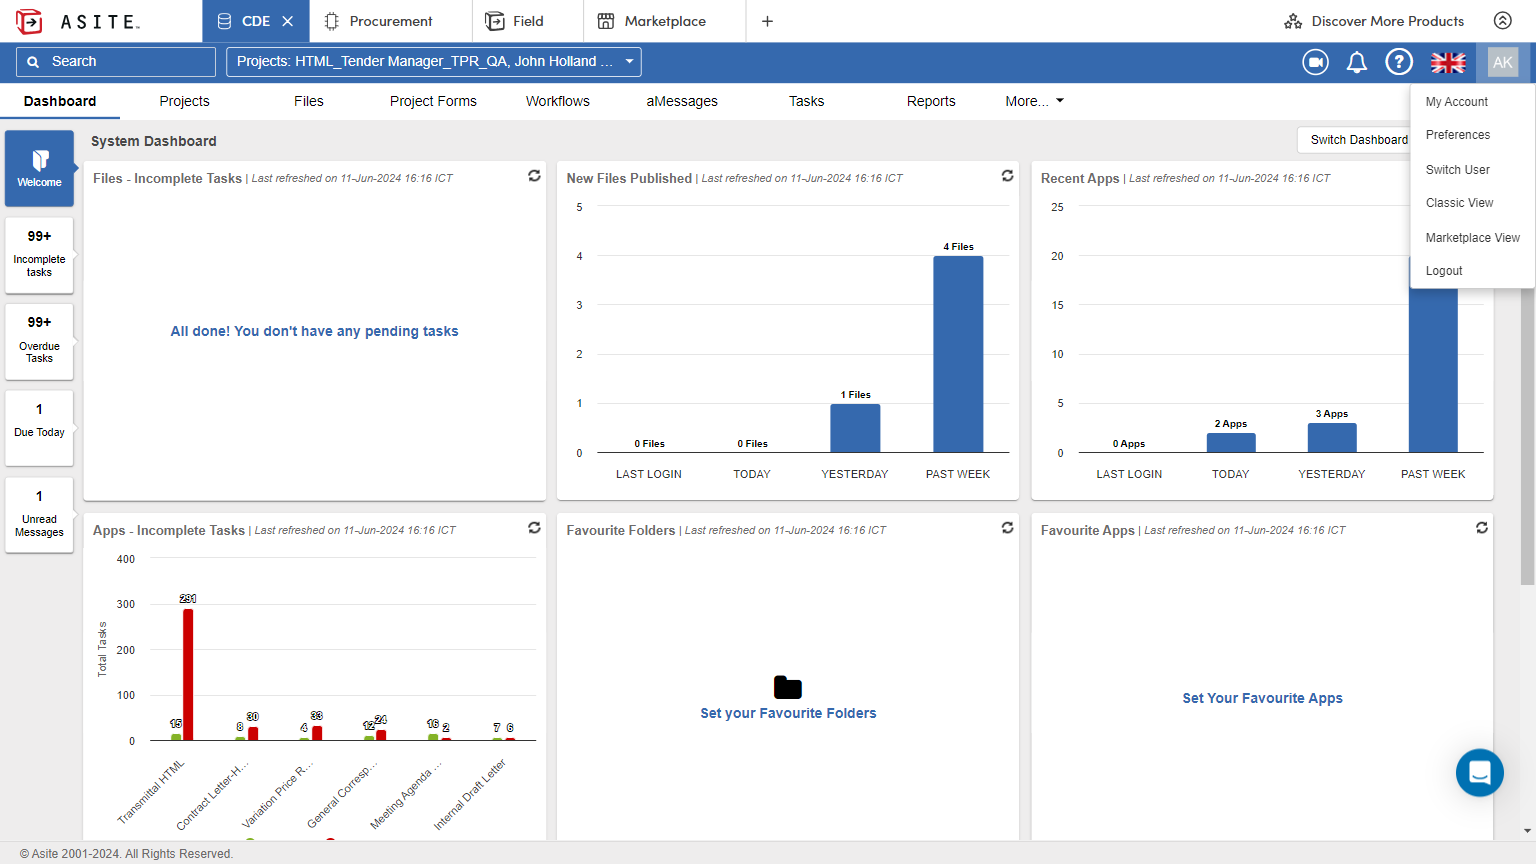 ASITE
CDE
Procurement
Field
Marketplace
Discover More Products
Search
Projects: HTML_Tender Manager_TPR_QA, John Holland ...
AK
Dashboard
Projects
Files
Project Forms
Workflows
aMessages
Tasks
Reports
More...
My Account
Preferences
Switch User
Classic View
Marketplace View
Logout
Welcome
99+
Incomplete
tasks
99+
Overdue
Tasks
1
Due Today
1
Unread
Messages
System Dashboard
Switch Dashboard
Files - Incomplete Tasks | Last refreshed on 11-Jun-2024 16:16 ICT
All done! You don't have any pending tasks
New Files Published | Last refreshed on 11-Jun-2024 16:16 ICT
5
4
3
2
1
0
0 Files
0 Files
1 Files
4 Files
LAST LOGIN
TODAY
YESTERDAY
PAST WEEK
Recent Apps | Last refreshed on 11-Jun-2024 16:16 ICT
25
20
15
10
5
0
0 Apps
2 Apps
3 Apps
LAST LOGIN
TODAY
YESTERDAY
PAST WEEK
Apps - Incomplete Tasks | Last refreshed on 11-Jun-2024 16:16 ICT
Total Tasks
400
300
200
100
0
15
291
8
30
4
33
12
24
16
2
7
6
Transmittal HTML
Contract Letter-H...
Variation Price R...
General Corresp...
Meeting Agenda ...
Internal Draft Letter
Favourite Folders | Last refreshed on 11-Jun-2024 16:16 ICT
Set your Favourite Folders
Favourite Apps | Last refreshed on 11-Jun-2024 16:16 ICT
Set Your Favourite Apps
© Asite 2001-2024. All Rights Reserved.